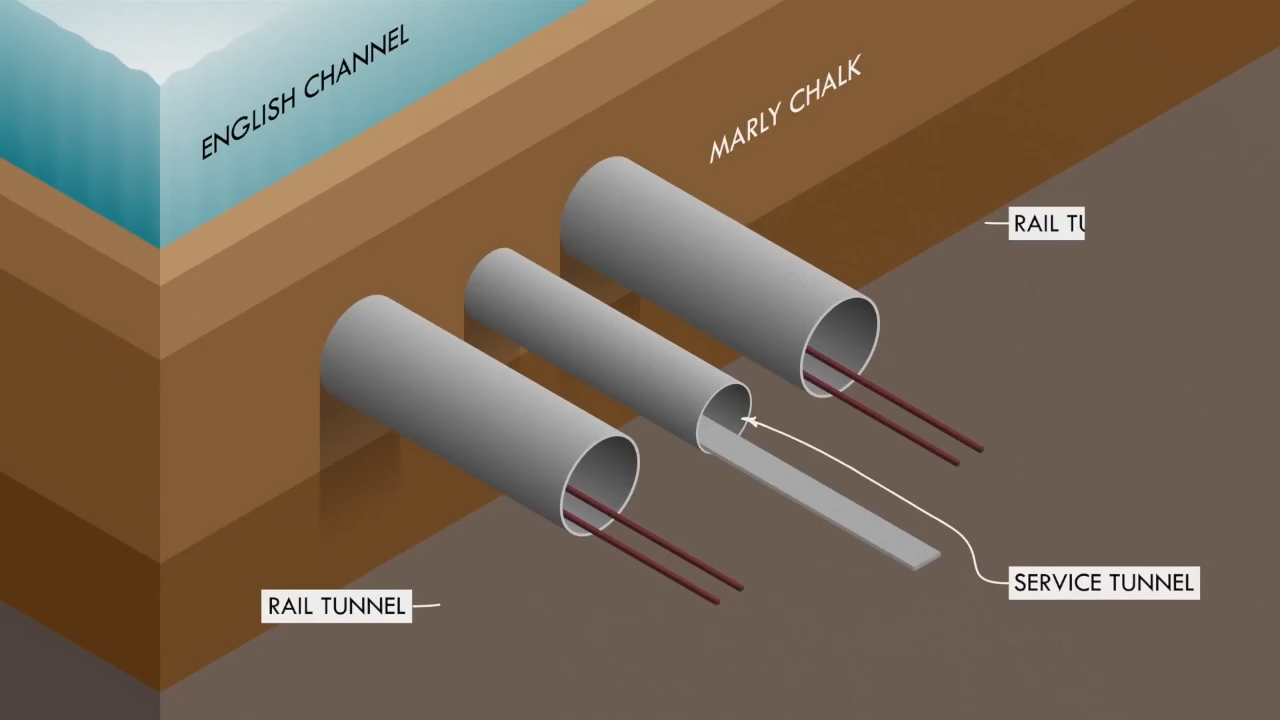 ENGLISH CHANNEL
MARLY CHALK
RAIL TU
SERVICE TUNNEL
RAIL TUNNEL